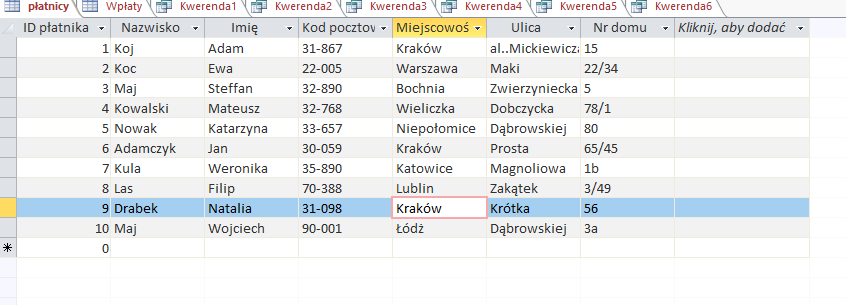 płatnicy Wpłaty Kwerenda1 Kwerenda2 Kwerenda3 Kwerenda4 Kwerenda5 Kwerenda6
ID płatnika Nazwisko Imię Kod pocztow Miejscowoś Ulica Nr domu Kliknij, aby dodać
1 Koj Adam 31-867 Kraków al..Mickiewicza 15
2 Koc Ewa 22-005 Warszawa Maki 22/34
3 Maj Steffan 32-890 Bochnia Zwierzyniecka 5
4 Kowalski Mateusz 32-768 Wieliczka Dobczycka 78/1
5 Nowak Katarzyna 33-657 Niepołomice Dąbrowskiej 80
6 Adamczyk Jan 30-059 Kraków Prosta 65/45
7 Kula Weronika 35-890 Katowice Magnoliowa 1b
8 Las Filip 70-388 Lublin Zakątek 3/49
9 Drabek Natalia 31-098 Kraków Krótka 56
10 Maj Wojciech 90-001 Łódź Dąbrowskiej 3a
0